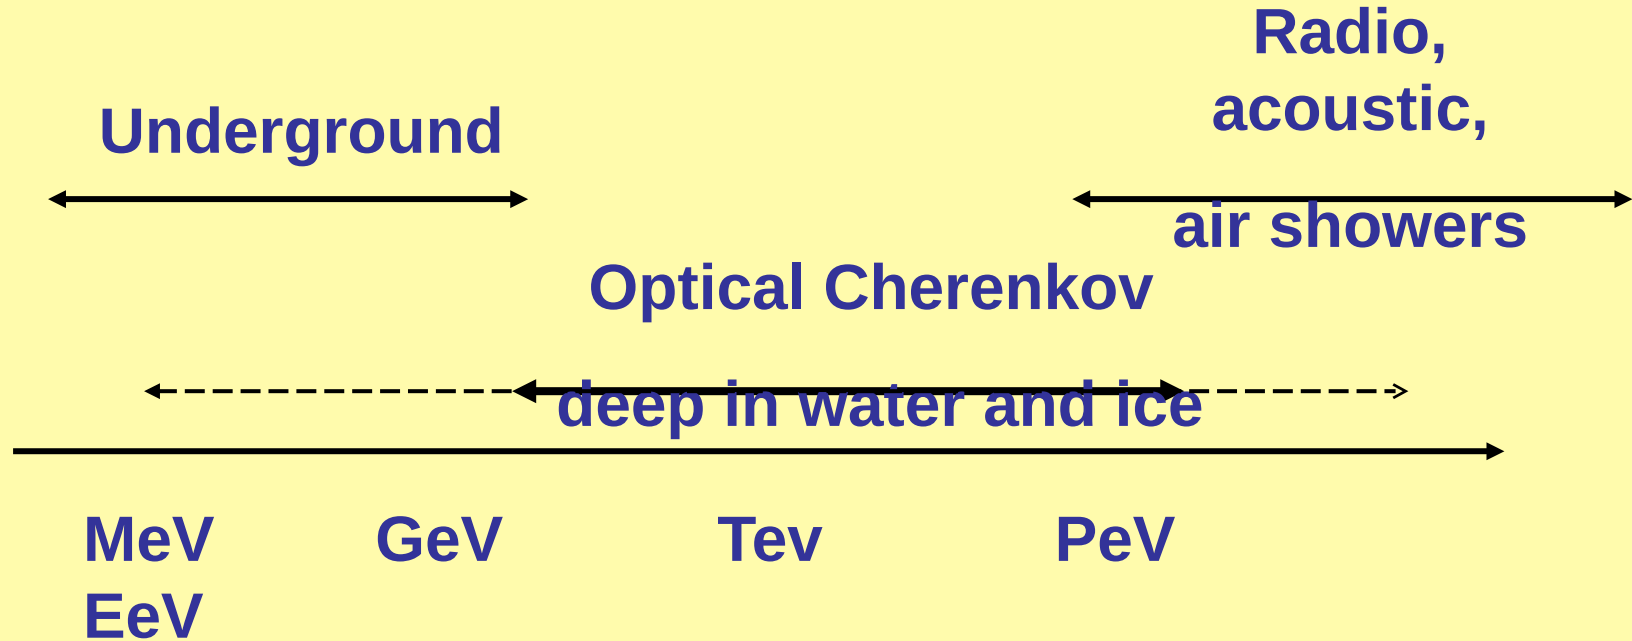 Radio,
acoustic,
air showers
Underground
Optical Cherenkov
deep in water and ice
MeV GeV Tev PeV
EeV